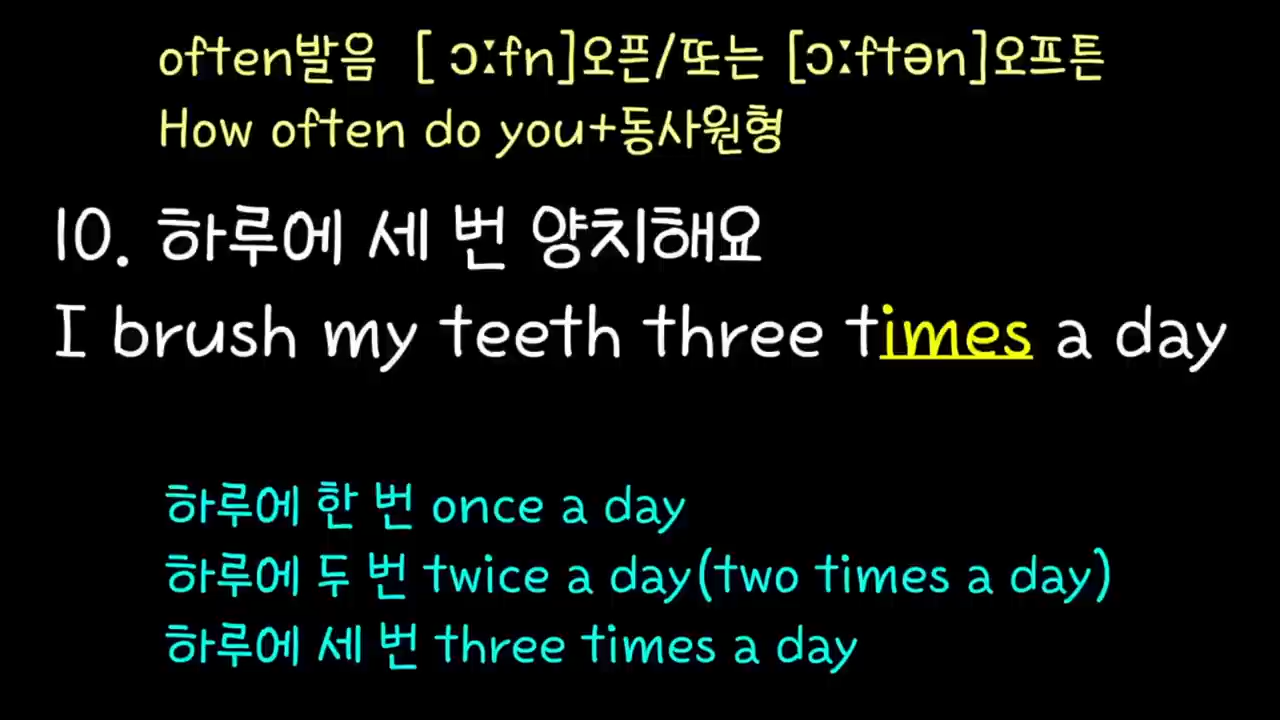 often발음 [ ɔːfn]오픈/또는 [ɔːftən]오프튼
How often do you+동사원형
10. 하루에 세 번 양치해요
I brush my teeth three times a day
하루에 한 번 once a day
하루에 두 번 twice a day(two times a day)
하루에 세 번 three times a day